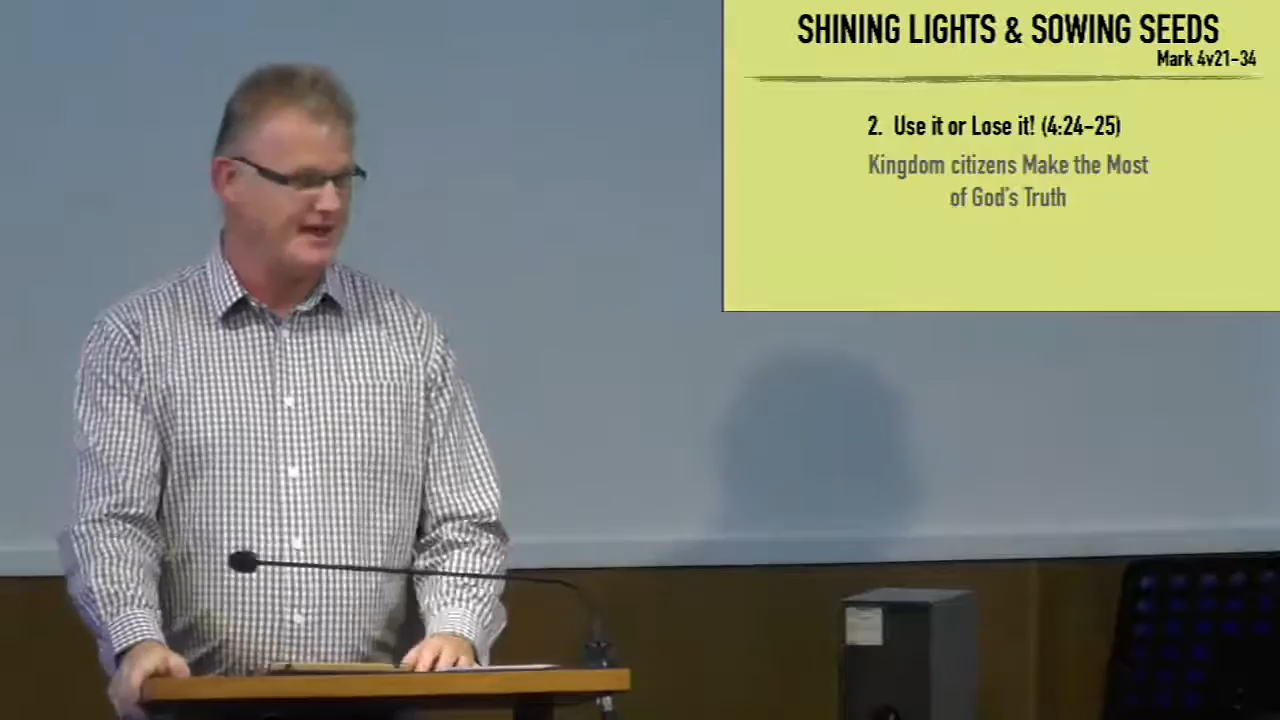 SHINING LIGHTS & SOWING SEEDS
Mark 4v21-34
2. Use it or Lose it! (4:24-25)
Kingdom citizens Make the Most
of God's Truth